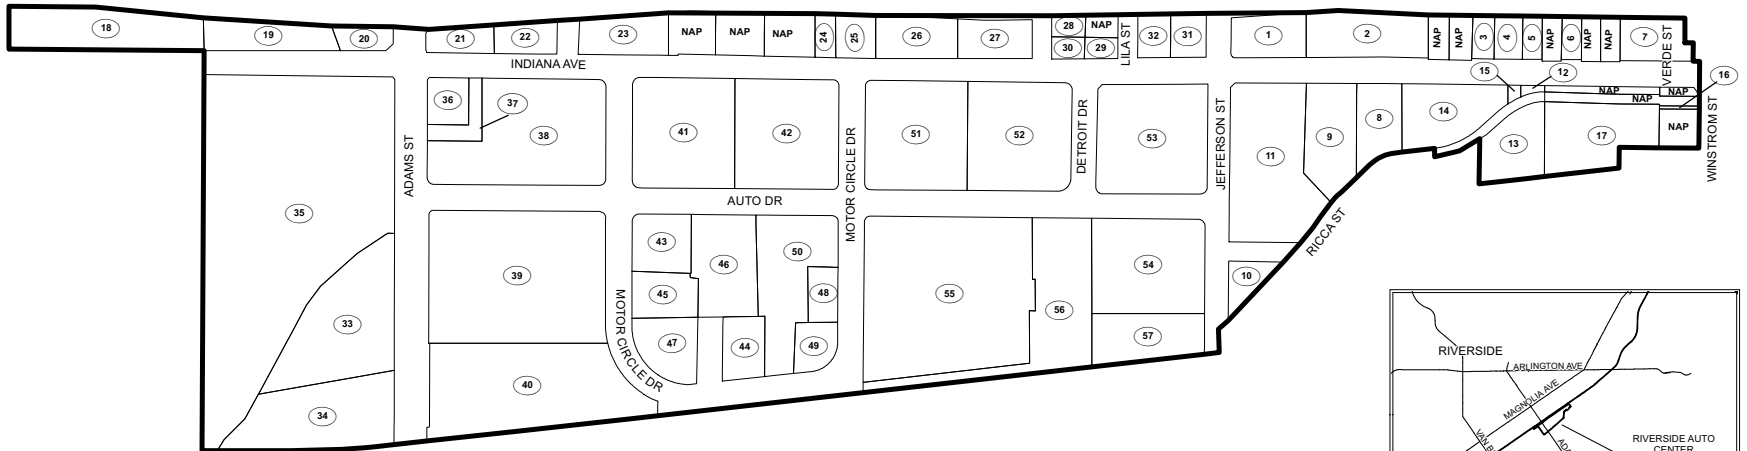 18
19
20
21
22
23
NAP
NAP
NAP
24
25
26
27
28
NAP
30
29
LILA ST
32
31
1
2
NAP
NAP
3
4
5
NAP
6
NAP
NAP
7
VERDE ST
INDIANA AVE
15
12
16
36
37
38
ADAMS ST
41
42
MOTOR CIRCLE DR
51
52
DETROIT DR
53
JEFFERSON ST
11
9
8
14
13
17
NAP
NAP
NAP
NAP
WINSTROM ST
35
AUTO DR
RICCA ST
39
43
46
50
45
48
55
56
54
10
33
MOTOR CIRCLE DR
47
44
49
57
40
34
RIVERSIDE
ARLINGTON AVE
MAGNOLIA AVE
RIVERSIDE AUTO
CENTER